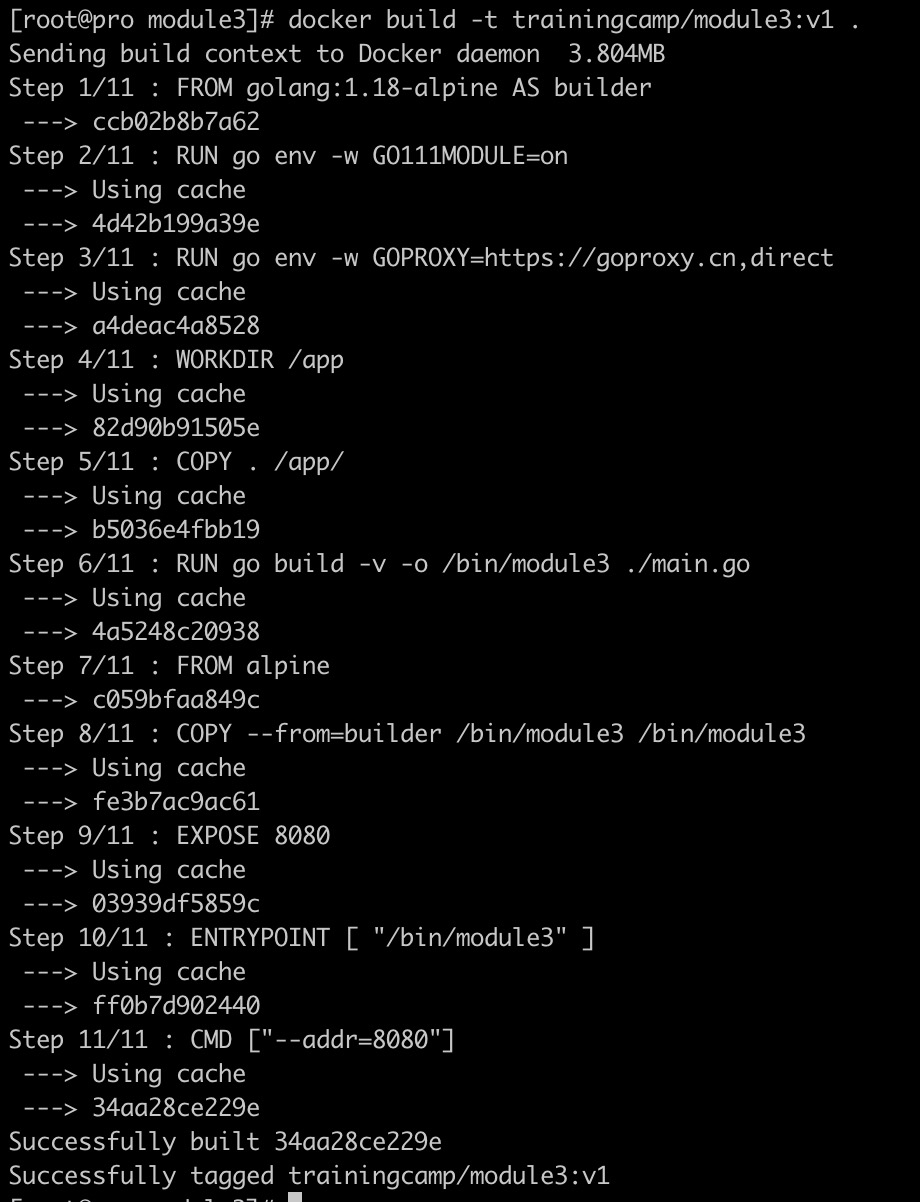 [root@pro module3]# docker build -t trainingcamp/module3:v1 .
Sending build context to Docker daemon  3.804MB
Step 1/11 : FROM golang:1.18-alpine AS builder
 ---> ccb02b8b7a62
Step 2/11 : RUN go env -w GO111MODULE=on
 ---> Using cache
 ---> 4d42b199a39e
Step 3/11 : RUN go env -w GOPROXY=https://goproxy.cn,direct
 ---> Using cache
 ---> a4deac4a8528
Step 4/11 : WORKDIR /app
 ---> Using cache
 ---> 82d90b91505e
Step 5/11 : COPY . /app/
 ---> Using cache
 ---> b5036e4fbb19
Step 6/11 : RUN go build -v -o /bin/module3 ./main.go
 ---> Using cache
 ---> 4a5248c20938
Step 7/11 : FROM alpine
 ---> c059bfaa849c
Step 8/11 : COPY --from=builder /bin/module3 /bin/module3
 ---> Using cache
 ---> fe3b7ac9ac61
Step 9/11 : EXPOSE 8080
 ---> Using cache
 ---> 03939df5859c
Step 10/11 : ENTRYPOINT [ "/bin/module3" ]
 ---> Using cache
 ---> ff0b7d902440
Step 11/11 : CMD ["--addr=8080"]
 ---> Using cache
 ---> 34aa28ce229e
Successfully built 34aa28ce229e
Successfully tagged trainingcamp/module3:v1